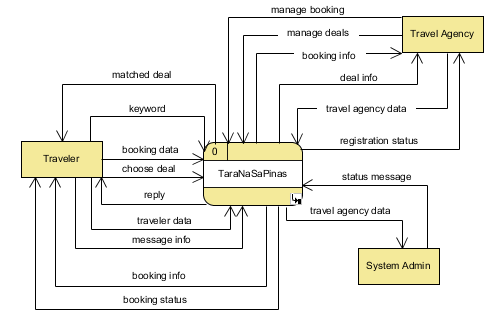 manage booking
manage deals
Travel Agency
booking info
matched deal
deal info
keyword
travel agency data
0
registration status
booking data
Traveler
choose deal
TaraNaSaPinas
status message
reply
travel agency data
traveler data
message info
System Admin
booking info
booking status